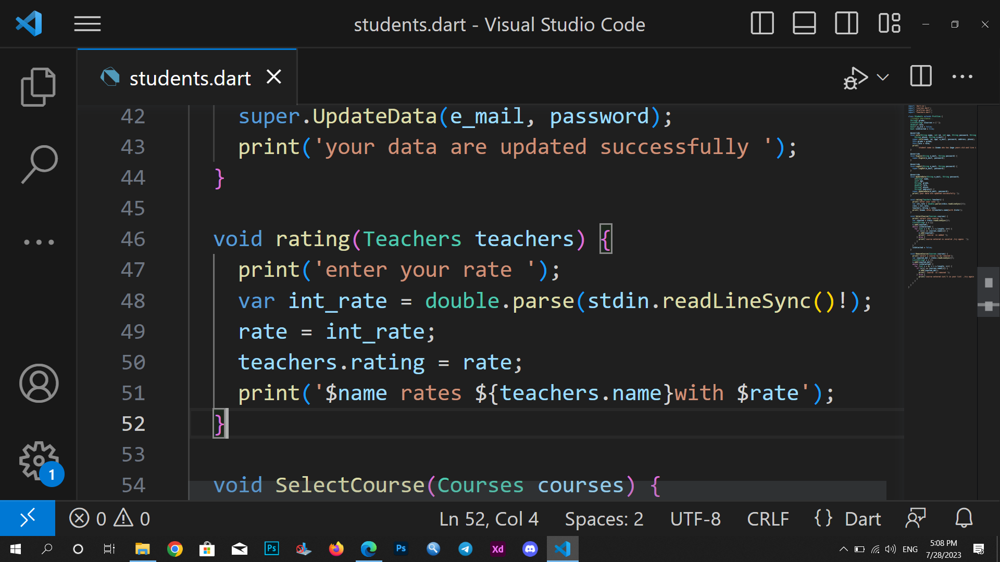 students.dart - Visual Studio Code
students.dart
42 super.UpdateData(e_mail, password);
43 print('your data are updated successfully ');
44 }
45
46 void rating(Teachers teachers) {
47 print('enter your rate ');
48 var int_rate = double.parse(stdin.readLineSync()!);
49 rate = int_rate;
50 teachers.rating = rate;
51 print('$name rates ${teachers.name}with $rate');
52 }
53
54 void SelectCourse(Courses courses) {
1
0 0 Ln 52, Col 4 Spaces: 2 UTF-8 CRLF {} Dart
Ps Ps Xd ENG 5:08 PM
7/28/2023